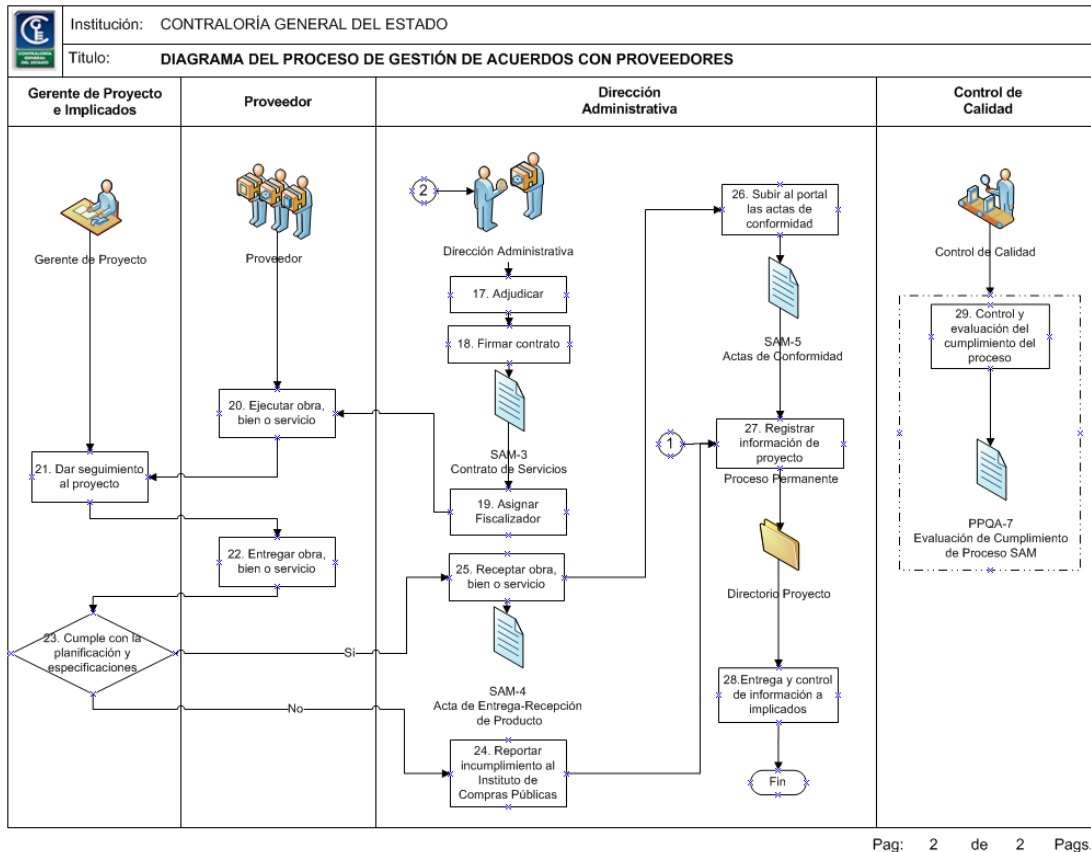 CONTRALORÍA
GENERAL
DEL ESTADO
Institución: CONTRALORÍA GENERAL DEL ESTADO
Titulo: DIAGRAMA DEL PROCESO DE GESTIÓN DE ACUERDOS CON PROVEEDORES
Gerente de Proyecto
e Implicados
Proveedor
Dirección
Administrativa
Control de
Calidad
Gerente de Proyecto
Proveedor
2
Dirección Administrativa
17. Adjudicar
18. Firmar contrato
SAM-3
Contrato de Servicios
19. Asignar
Fiscalizador
20. Ejecutar obra,
bien o servicio
21. Dar seguimiento
al proyecto
22. Entregar obra,
bien o servicio
23. Cumple con la
planificación y
especificaciones
Si
No
25. Receptar obra,
bien o servicio
SAM-4
Acta de Entrega-Recepción
de Producto
24. Reportar
incumplimiento al
Instituto de
Compras Públicas
26. Subir al portal
las actas de
conformidad
SAM-5
Actas de Conformidad
1
27. Registrar
información de
proyecto
Proceso Permanente
Directorio Proyecto
28.Entrega y control
de información a
implicados
Fin
Control de Calidad
29. Control y
evaluación del
cumplimiento del
proceso
PPQA-7
Evaluación de Cumplimiento
de Proceso SAM
Pag: 2 de 2 Pags